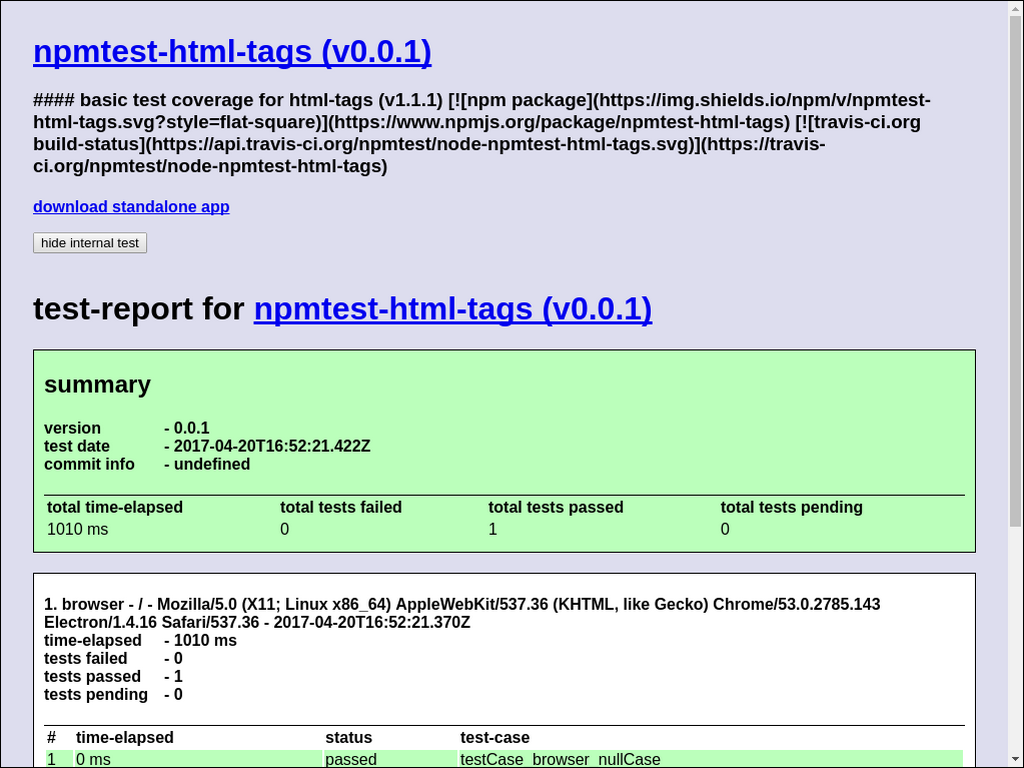 npmtest-html-tags (v0.0.1)
#### basic test coverage for html-tags (v1.1.1) [![npm package](https://img.shields.io/npm/v/npmtest-
html-tags.svg?style=flat-square)](https://www.npmjs.org/package/npmtest-html-tags) [![travis-ci.org
build-status](https://api.travis-ci.org/npmtest/node-npmtest-html-tags.svg)](https://travis-
ci.org/npmtest/node-npmtest-html-tags)
download standalone app
hide internal test
test-report for npmtest-html-tags (v0.0.1)
summary
version - 0.0.1
test date - 2017-04-20T16:52:21.422Z
commit info - undefined
total time-elapsed total tests failed total tests passed total tests pending
1010 ms 0 1 0
1. browser - / - Mozilla/5.0 (X11; Linux x86_64) AppleWebKit/537.36 (KHTML, like Gecko) Chrome/53.0.2785.143
Electron/1.4.16 Safari/537.36 - 2017-04-20T16:52:21.370Z
time-elapsed - 1010 ms
tests failed - 0
tests passed - 1
tests pending - 0
# time-elapsed status test-case
1 0 ms passed testCase_browser_nullCase